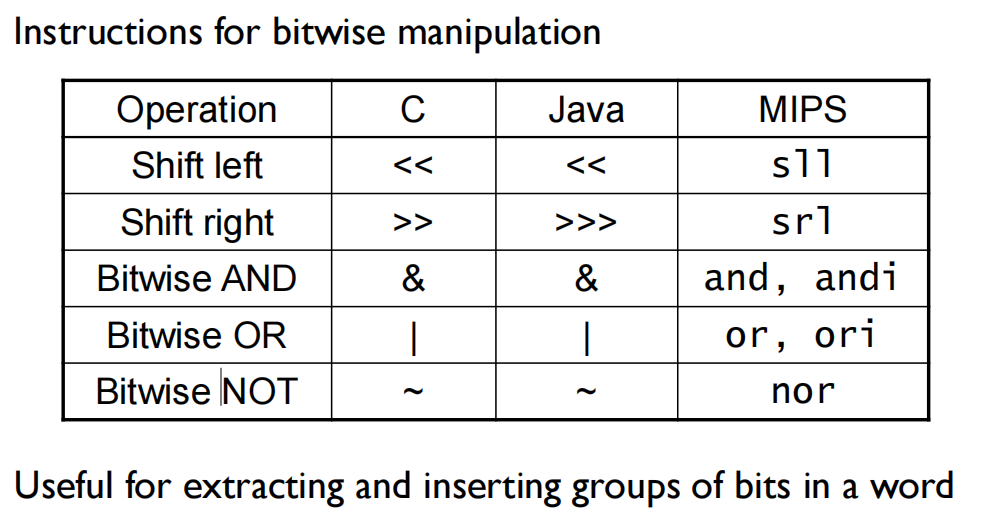 Instructions for bitwise manipulation
Operation C Java MIPS
Shift left << << sll
Shift right >> >>> srl
Bitwise AND & & and, andi
Bitwise OR | | or, ori
Bitwise NOT ~ ~ nor
Useful for extracting and inserting groups of bits in a word